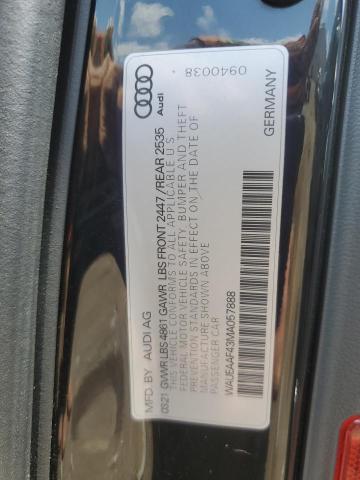 MFD. BY AUDI AG
03.21 GVWR LBS 4861 GAWR LBS FRONT 2447/REAR 2535
THIS VEHICLE CONFORMS TO ALL APPLICABLE U S
FEDERAL MOTOR VEHICLE SAFETY, BUMPER AND THEFT
PREVENTION STANDARDS IN EFFECT ON THE DATE OF
MANUFACTURE SHOWN ABOVE
PASSENGER CAR
WAUEAAF43MA057888
GERMANY
Audi
0940038